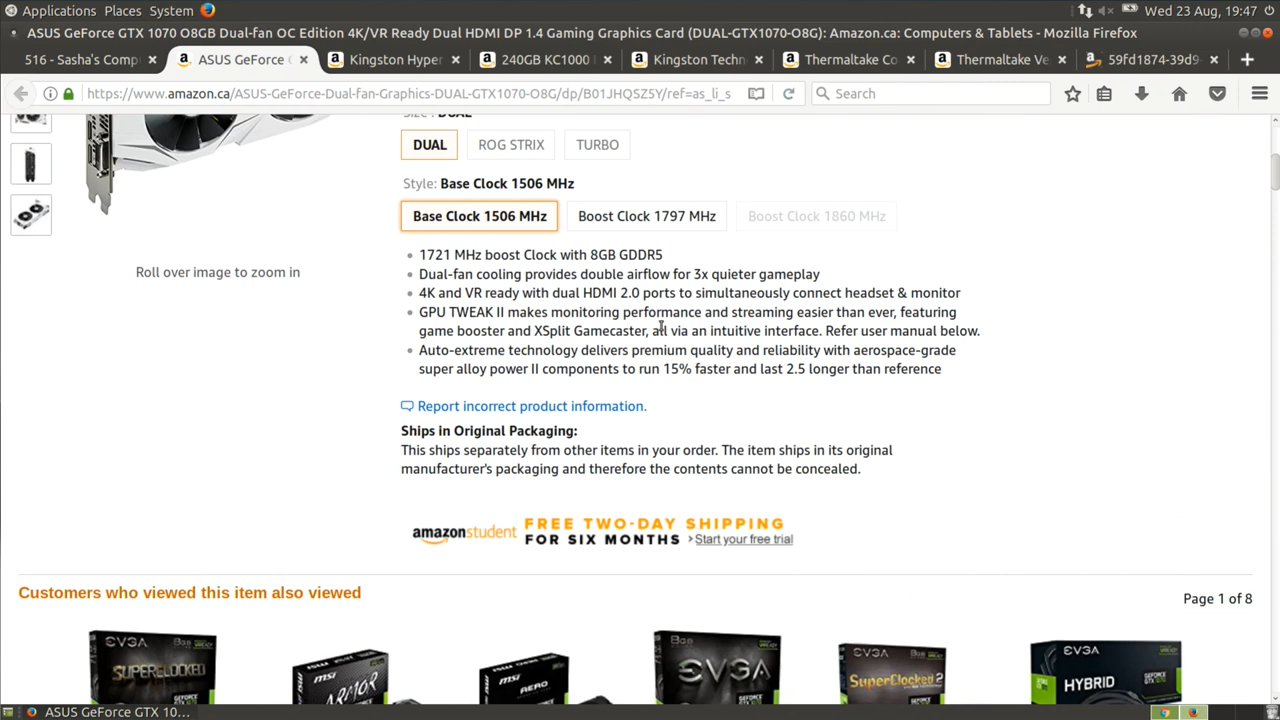 Applications Places System Wed 23 Aug, 19:47
ASUS GeForce GTX 1070 O8GB Dual-fan OC Edition 4K/VR Ready Dual HDMI DP 1.4 Gaming Graphics Card (DUAL-GTX1070-O8G): Amazon.ca: Computers & Tablets - Mozilla Firefox
516 - Sasha's Comp ASUS GeForce Kingston Hyper 240GB KC1000 Kingston Techn Thermaltake Co Thermaltake Ve 59fd1874-39d9-
https://www.amazon.ca/ASUS-GeForce-Dual-fan-Graphics-DUAL-GTX1070-O8G/dp/B01JHQSZ5Y/ref=as_li_s Search
Size : DUAL
DUAL ROG STRIX TURBO
Style: Base Clock 1506 MHz
Base Clock 1506 MHz Boost Clock 1797 MHz Boost Clock 1860 MHz
1721 MHz boost Clock with 8GB GDDR5
Dual-fan cooling provides double airflow for 3x quieter gameplay
Roll over image to zoom in
4K and VR ready with dual HDMI 2.0 ports to simultaneously connect headset & monitor
GPU TWEAK II makes monitoring performance and streaming easier than ever, featuring
game booster and XSplit Gamecaster, all via an intuitive interface. Refer user manual below.
Auto-extreme technology delivers premium quality and reliability with aerospace-grade
super alloy power II components to run 15% faster and last 2.5 longer than reference
Report incorrect product information.
Ships in Original Packaging:
This ships separately from other items in your order. The item ships in its original
manufacturer's packaging and therefore the contents cannot be concealed.
amazonstudent FREE TWO-DAY SHIPPING
FOR SIX MONTHS >Start your free trial
Customers who viewed this item also viewed
Page 1 of 8
EVGA SUPERCLOCKED
msi ARMOR
msi AERO
EVGA
EVGA SuperClocked2
EVGA HYBRID
ASUS GeForce GTX 10...